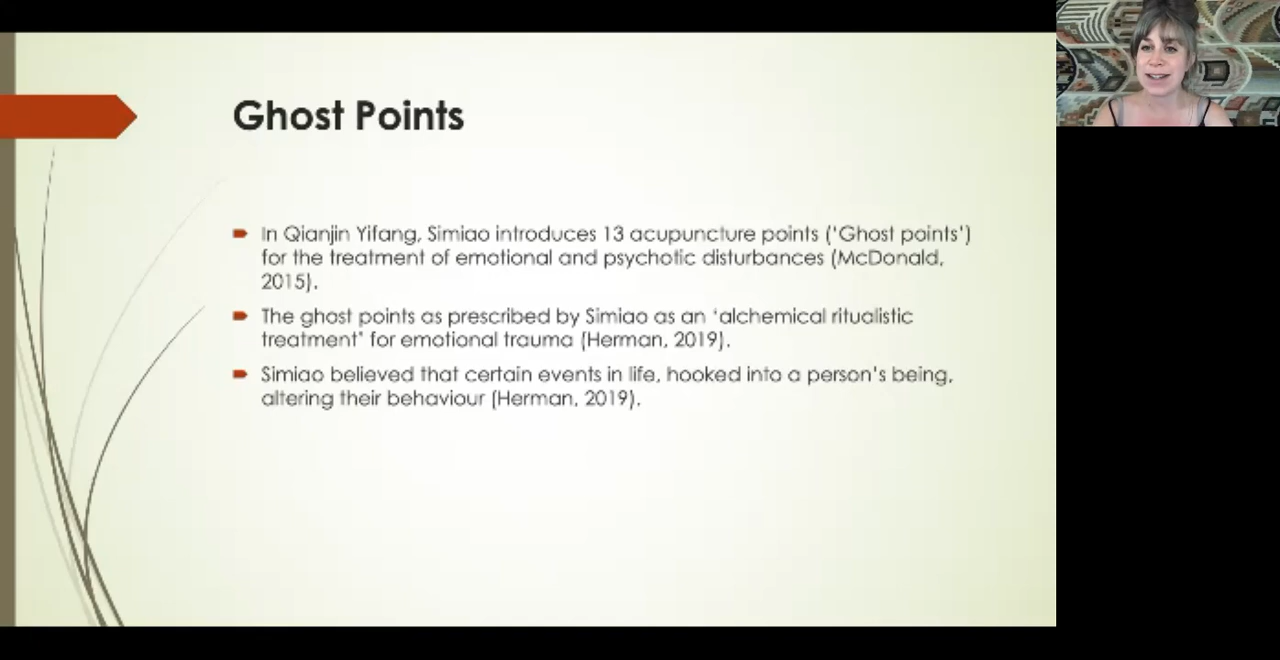 Ghost Points
In Qianjin Yifang, Simiao introduces 13 acupuncture points (‘Ghost points’)
for the treatment of emotional and psychotic disturbances (McDonald,
2015).
The ghost points as prescribed by Simiao as an ‘alchemical ritualistic
treatment’ for emotional trauma (Herman, 2019).
Simiao believed that certain events in life, hooked into a person’s being,
altering their behaviour (Herman, 2019).